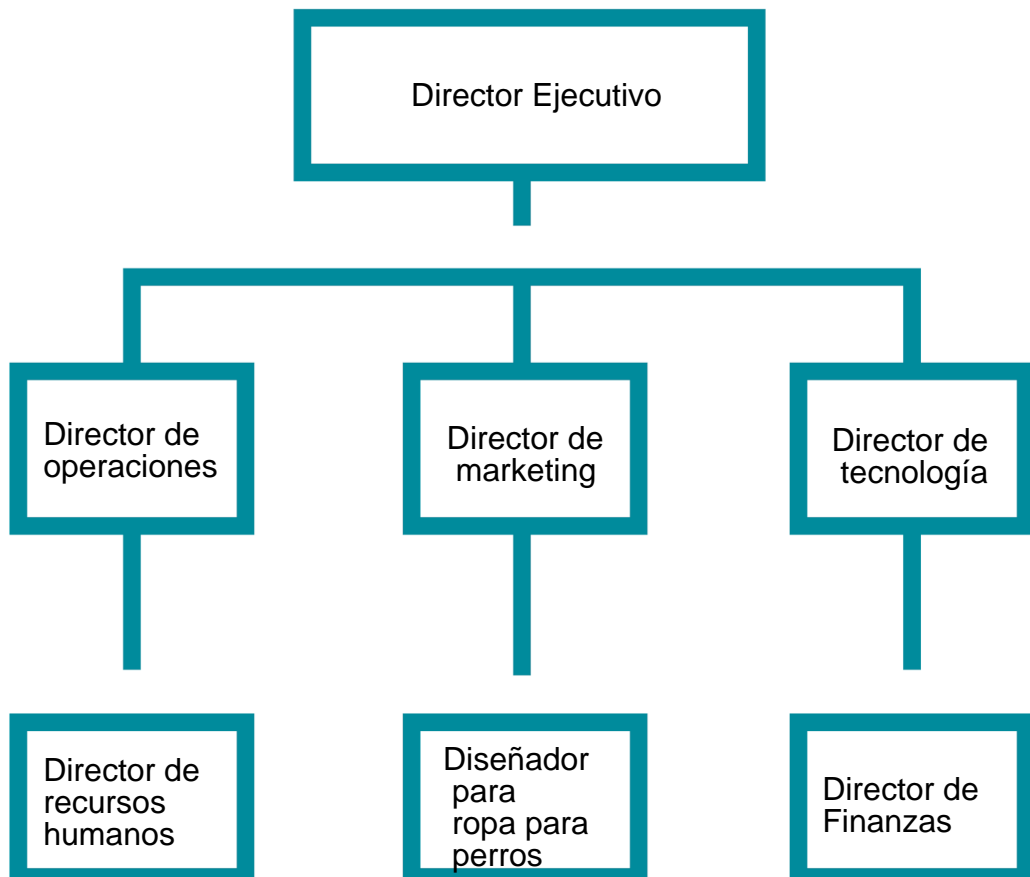 Director Ejecutivo
Director de
operaciones
Director de
marketing
Director de
tecnología
Director de
recursos
humanos
Diseñador
para
ropa para
perros
Director de
Finanzas